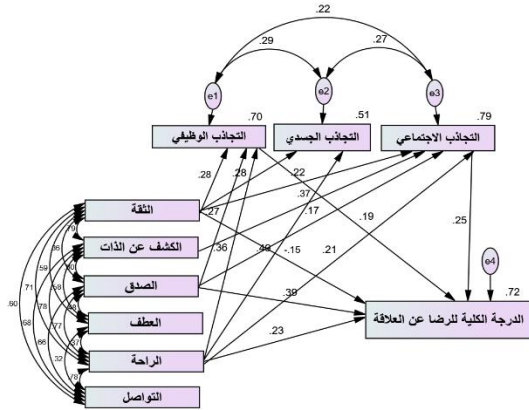 .22
.29
.27
e1
e2
e3
.70
.51
.79
التجاذب الوظيفي
التجاذب الجسدي
التجاذب الاجتماعي
.28
.28
.22
.37
.27
.17
.19
الثقة
.36
-.15
.21
.25
e4
الكشف عن الذات
.39
.72
الصدق
الدرجة الكلية للرضا عن العلاقة
العطف
.23
الراحة
التواصل
.60
.68
.71
.66
.59
.78
.77
.58
.32